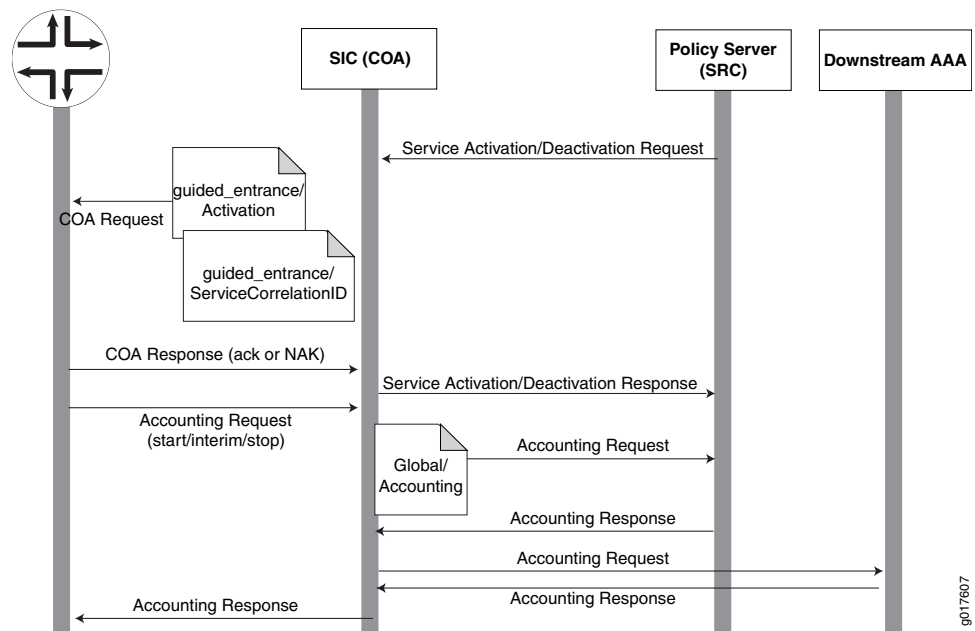 SIC (COA)
Policy Server
(SRC)
Downstream AAA
Service Activation/Deactivation Request
guided_entrance/
Activation
COA Request
guided_entrance/
ServiceCorrelationID
COA Response (ack or NAK)
Service Activation/Deactivation Response
Accounting Request
(start/interim/stop)
Accounting Request
Global/
Accounting
Accounting Response
Accounting Request
Accounting Response
Accounting Response
g017607